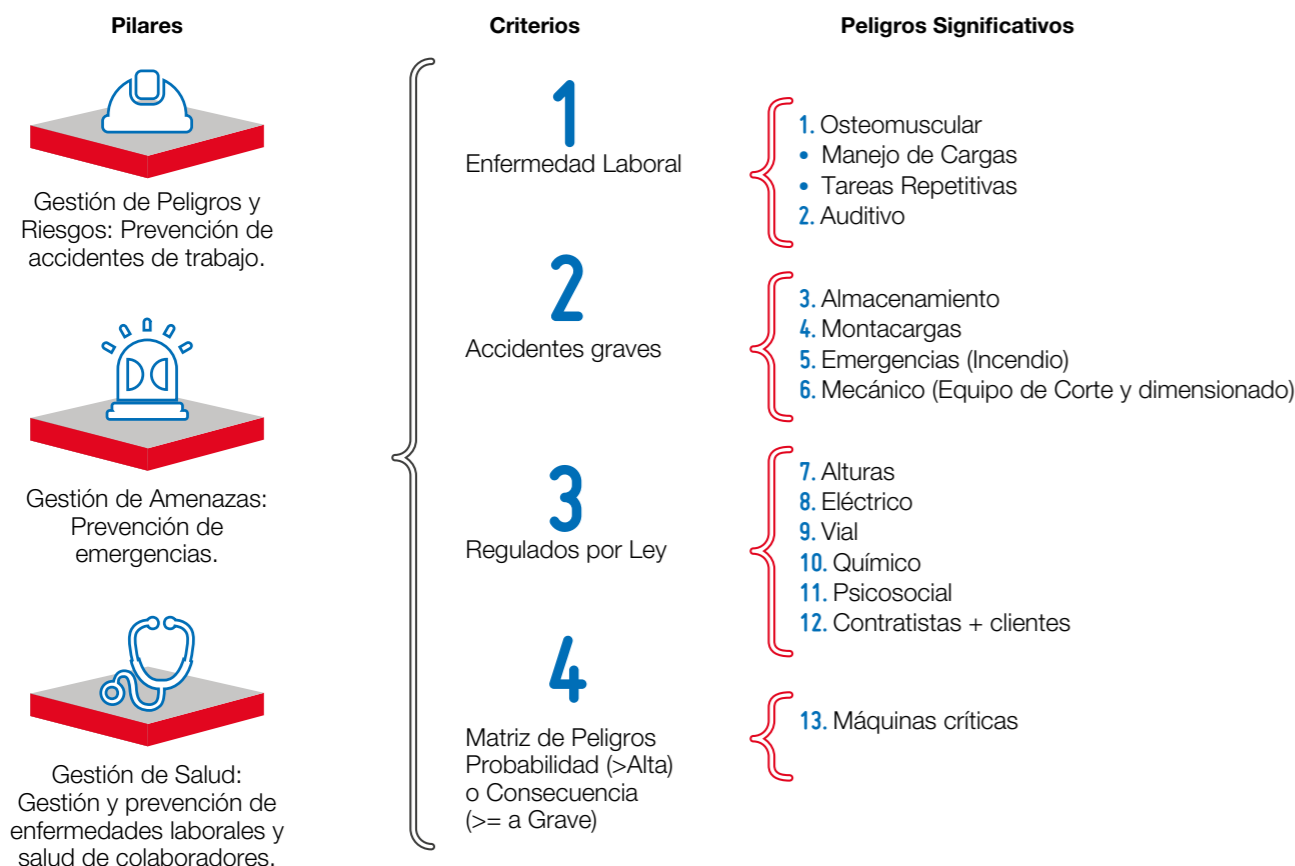 Pilares
Gestión de Peligros y
Riesgos: Prevención de
accidentes de trabajo.
Gestión de Amenazas:
Prevención de
emergencias.
Gestión de Salud:
Gestión y prevención de
enfermedades laborales y
salud de colaboradores.
Criterios
1
Enfermedad Laboral
2
Accidentes graves
3
Regulados por Ley
4
Matriz de Peligros
Probabilidad (>Alta)
o Consecuencia
(>= a Grave)
Peligros Significativos
1. Osteomuscular
• Manejo de Cargas
• Tareas Repetitivas
2. Auditivo
3. Almacenamiento
4. Montacargas
5. Emergencias (Incendio)
6. Mecánico (Equipo de Corte y dimensionado)
7. Alturas
8. Eléctrico
9. Vial
10. Químico
11. Psicosocial
12. Contratistas + clientes
13. Máquinas críticas